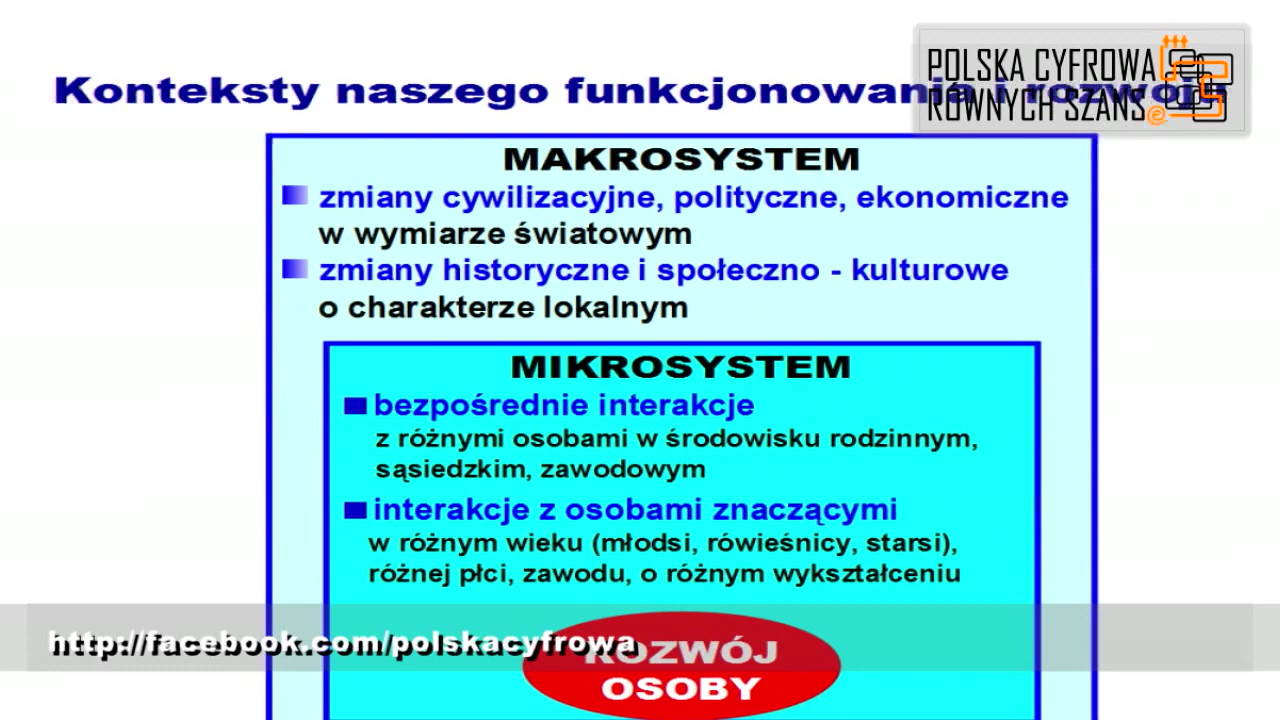 Konteksty naszego funkcjonowania i rozwoju
POLSKA CYFROWA
RÓWNYCH SZANS
MAKROSYSTEM
zmiany cywilizacyjne, polityczne, ekonomiczne
w wymiarze światowym
zmiany historyczne i społeczno - kulturowe
o charakterze lokalnym
MIKROSYSTEM
bezpośrednie interakcje
z różnymi osobami w środowisku rodzinnym,
sąsiedzkim, zawodowym
interakcje z osobami znaczącymi
w różnym wieku (młodsi, rówieśnicy, starsi),
różnej płci, zawodu, o różnym wykształceniu
http://facebook.com/polskacyfrowa
ROZWÓJ
OSOBY